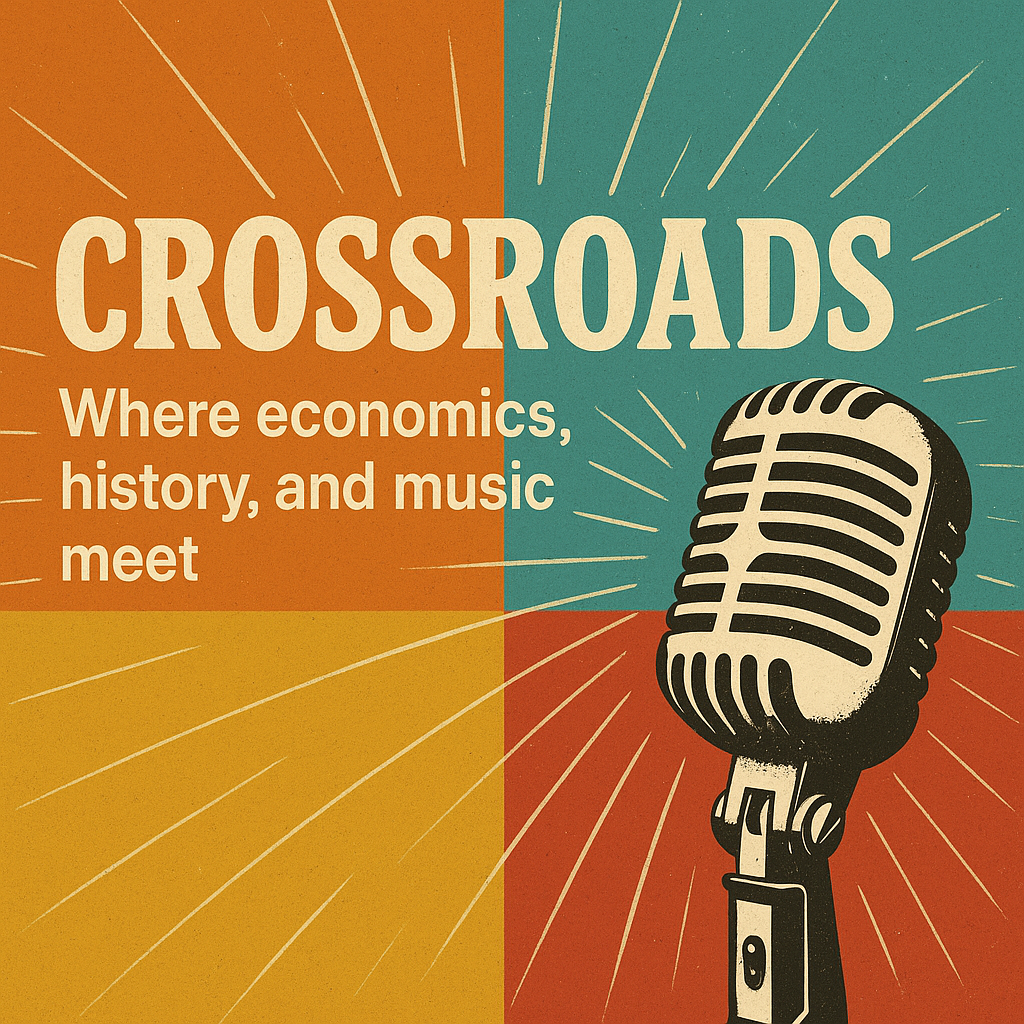 CROSSROADS
Where economics,
history, and music
meet